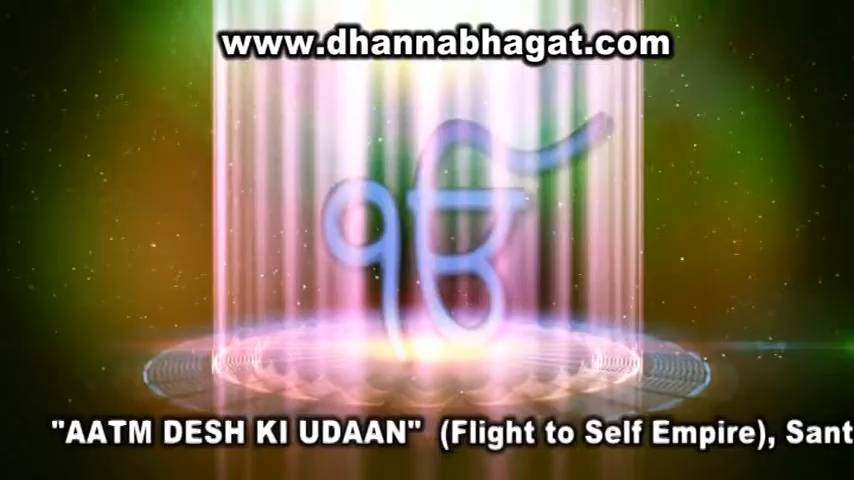 www.dhannabhagat.com
ੴ
"AATM DESH KI UDAAN" (Flight to Self Empire), Sant